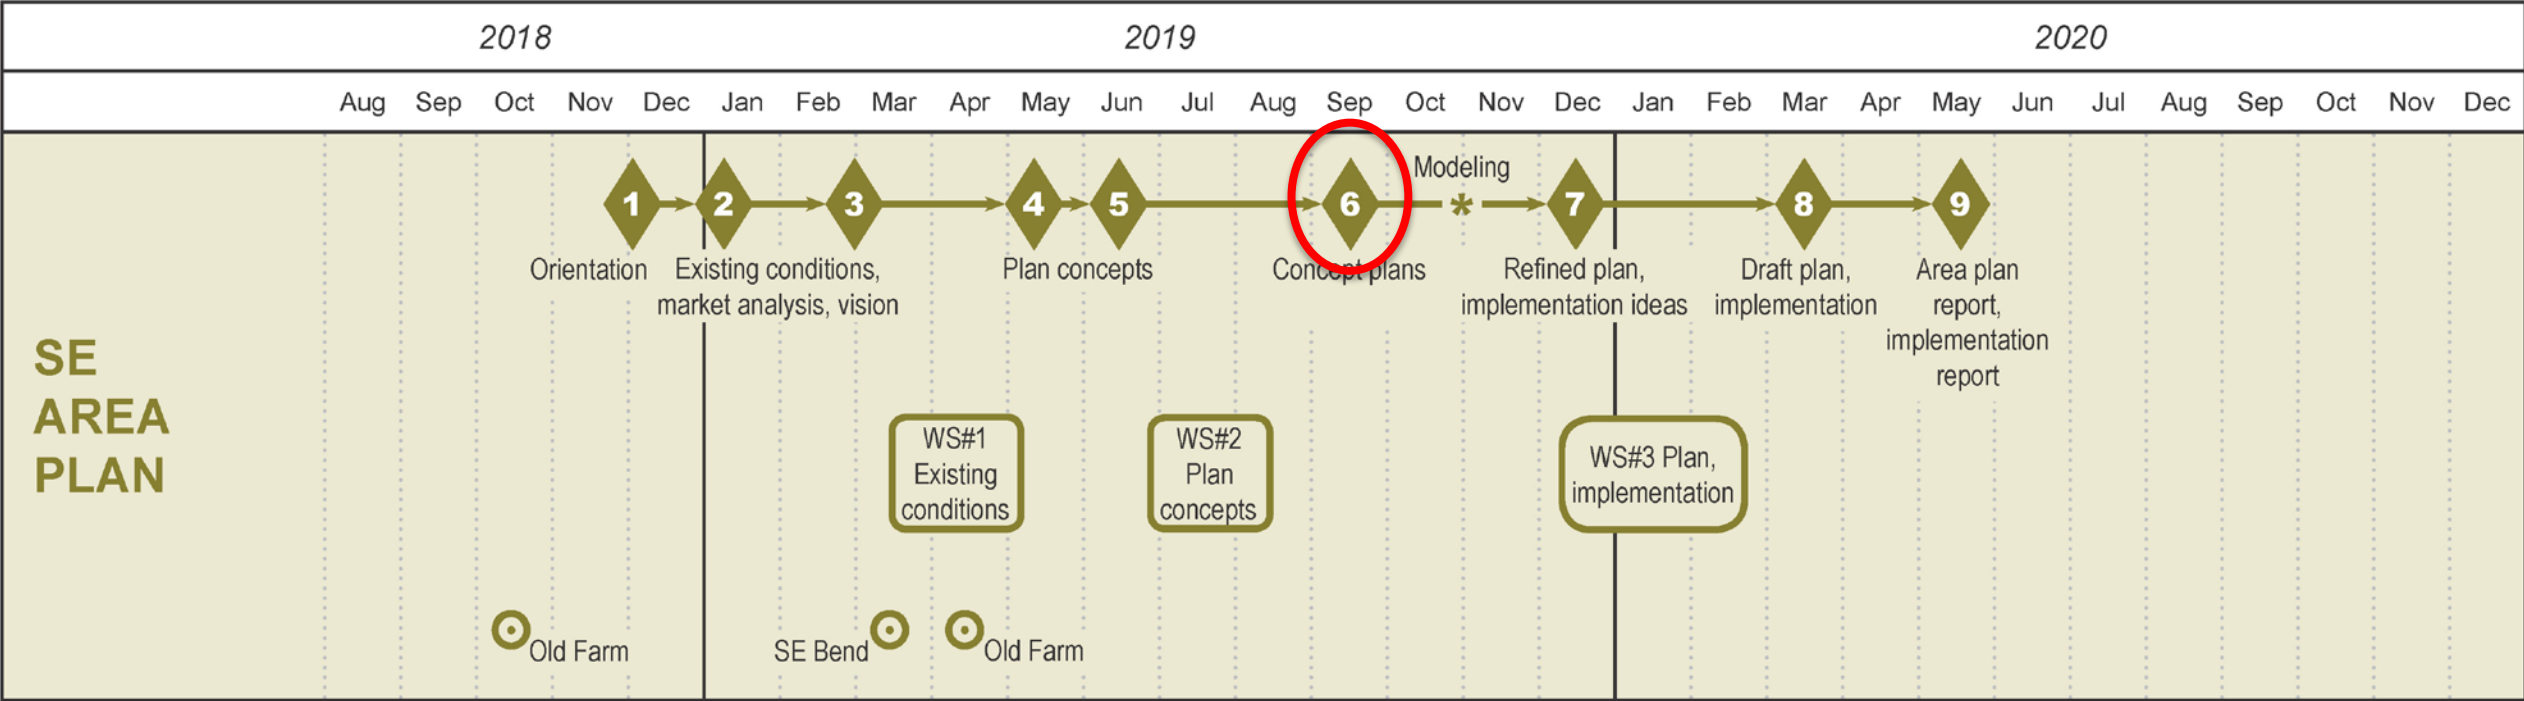 2018 2019 2020
Aug Sep Oct Nov Dec Jan Feb Mar Apr May Jun Jul Aug Sep Oct Nov Dec Jan Feb Mar Apr May Jun Jul Aug Sep Oct Nov Dec
Modeling
1 2 3 4 5 6 * 7 8 9
Orientation
Existing conditions,
market analysis, vision
Plan concepts
Concept plans
Refined plan,
implementation ideas
Draft plan,
implementation
Area plan
report,
implementation
report
SE
AREA
PLAN
WS#1
Existing
conditions
WS#2
Plan
concepts
WS#3 Plan,
implementation
Old Farm
SE Bend
Old Farm